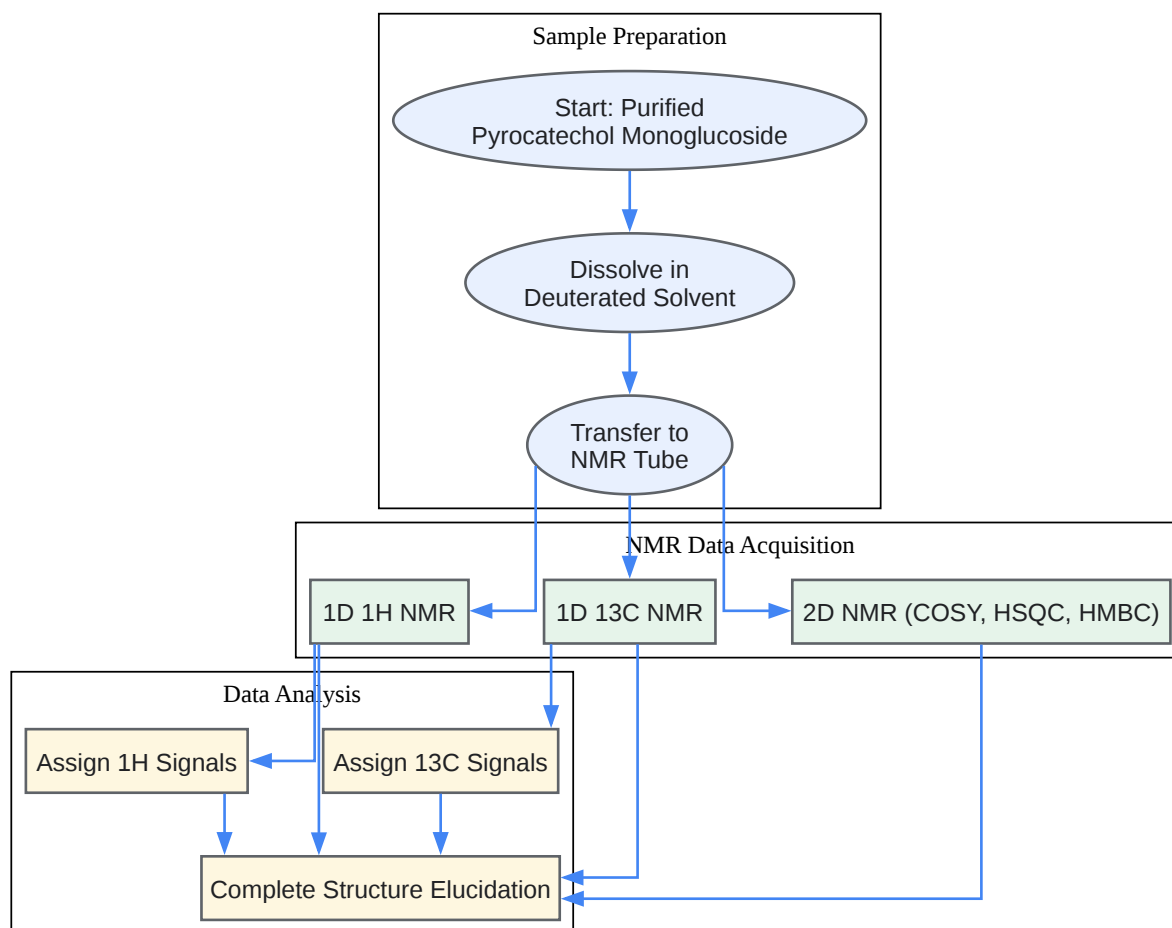 Sample Preparation
Start: Purified
Pyrocatechol Monoglucoside
Dissolve in
Deuterated Solvent
Transfer to
NMR Tube
NMR Data Acquisition
1D 1H NMR
1D 13C NMR
2D NMR (COSY, HSQC, HMBC)
Data Analysis
Assign 1H Signals
Assign 13C Signals
Complete Structure Elucidation